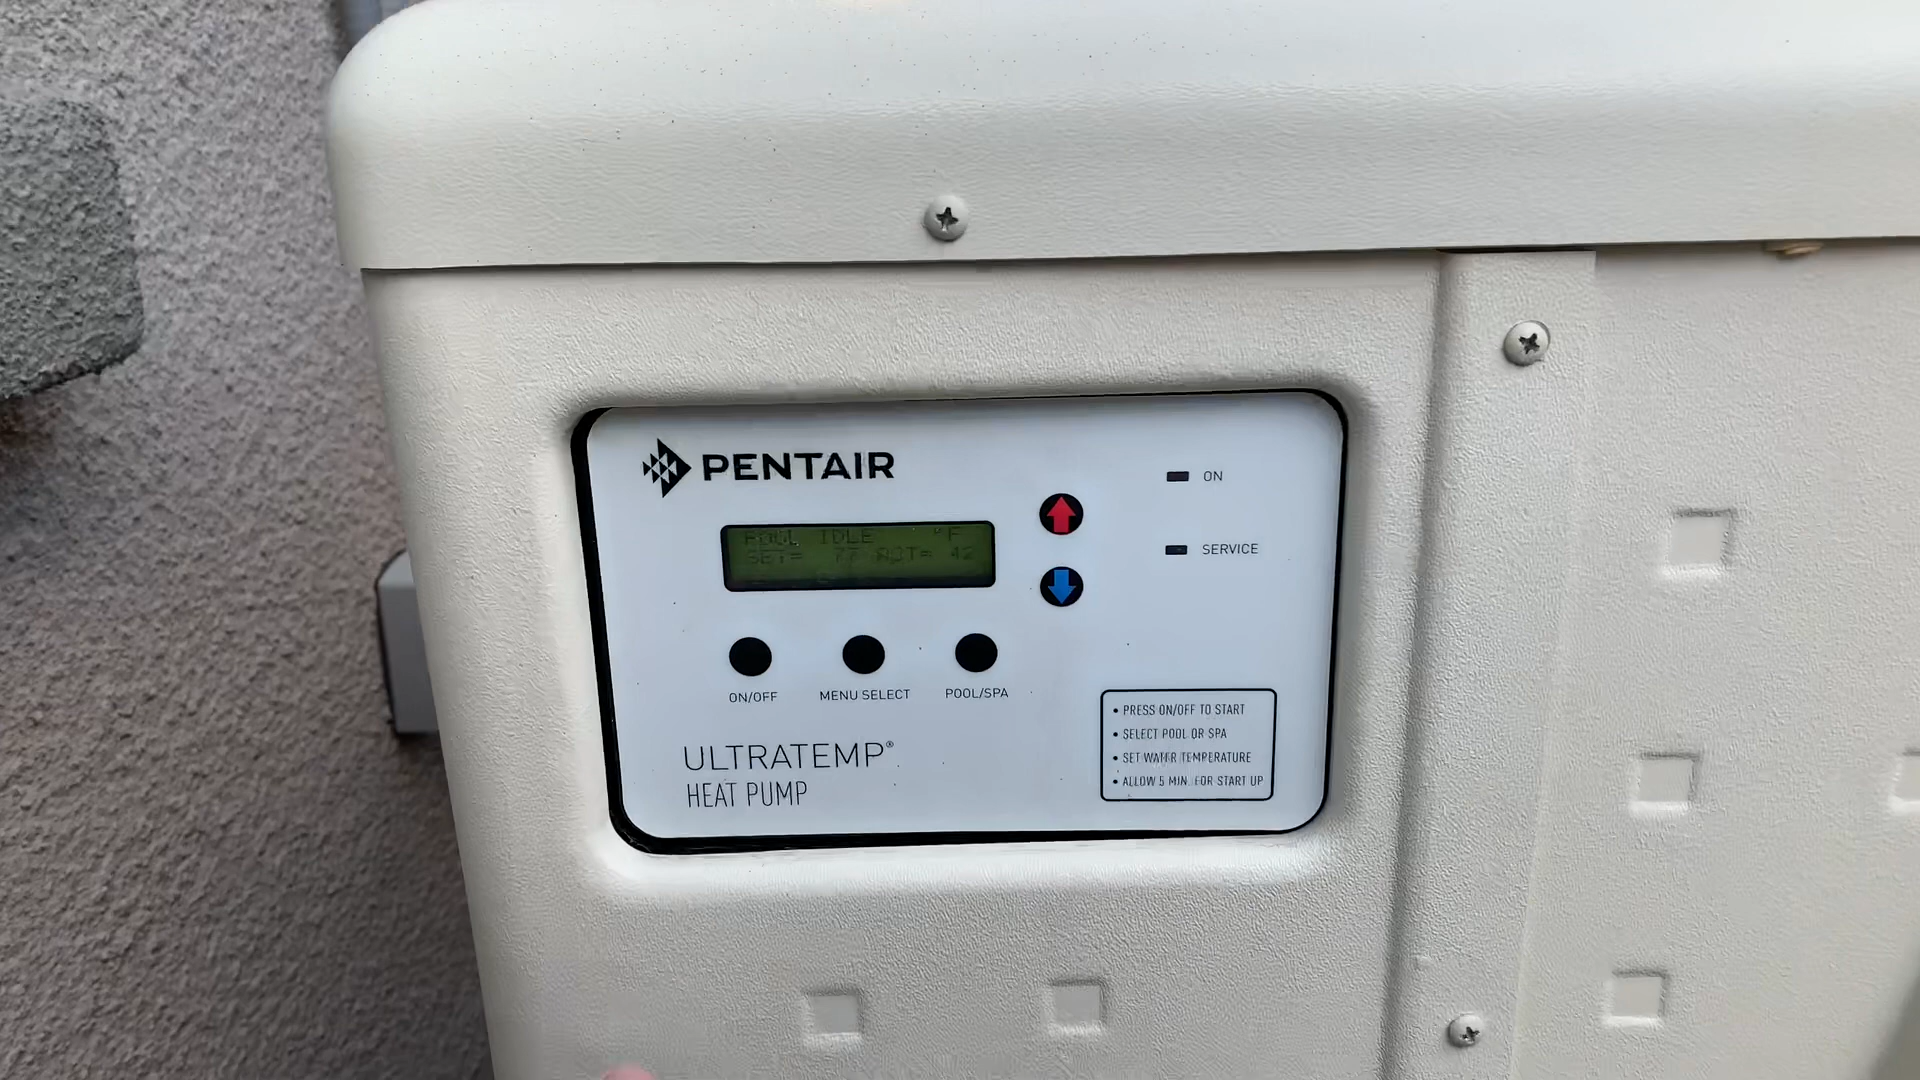 PENTAIR
ON
POOL IDLE °F
SET= 77 ACT= 42
SERVICE
ON/OFF
MENU SELECT
POOL/SPA
• PRESS ON/OFF TO START
• SELECT POOL OR SPA
• SET WATER TEMPERATURE
• ALLOW 5 MIN. FOR START UP
ULTRATEMP®
HEAT PUMP